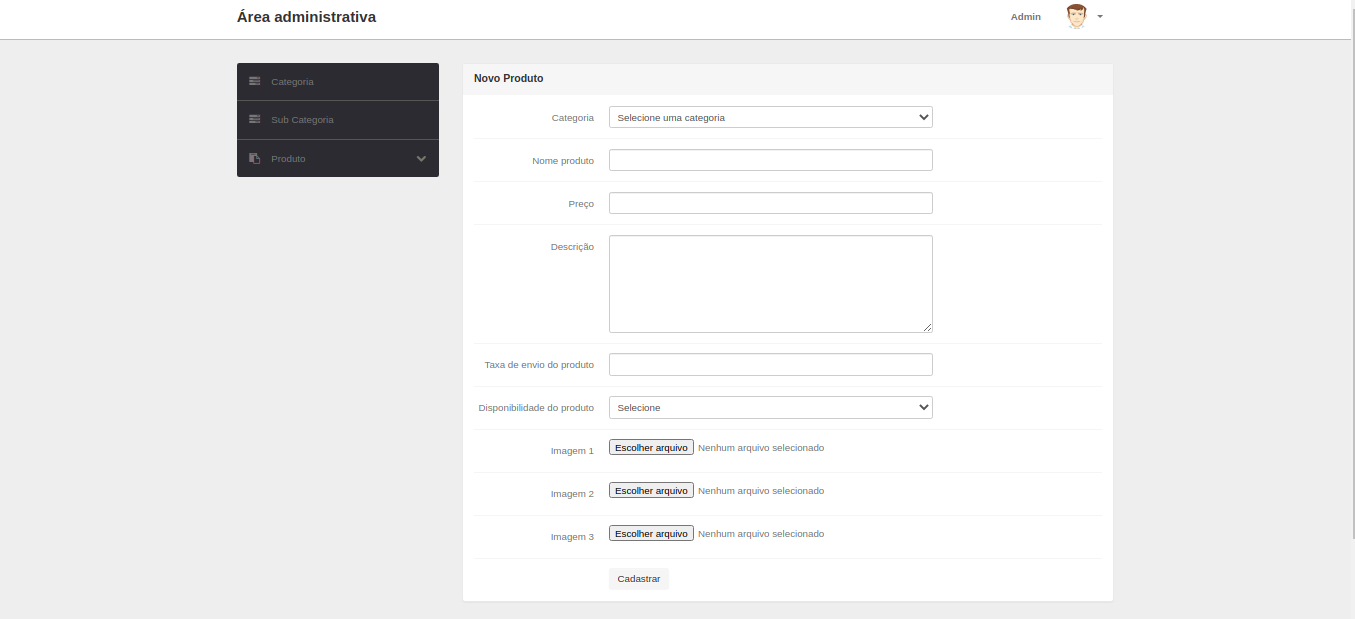 Área administrativa
Admin
Categoria
Sub Categoria
Produto
Novo Produto
Categoria Selecione uma categoria
Nome produto
Preço
Descrição
Taxa de envio do produto
Disponibilidade do produto Selecione
Imagem 1 Escolher arquivo Nenhum arquivo selecionado
Imagem 2 Escolher arquivo Nenhum arquivo selecionado
Imagem 3 Escolher arquivo Nenhum arquivo selecionado
Cadastrar